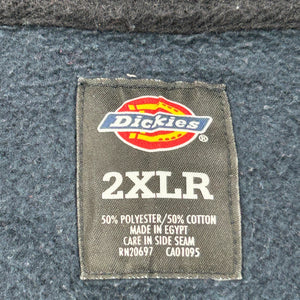 Dickies
®
2XLR
50% POLYESTER/50% COTTON
MADE IN EGYPT
CARE IN SIDE SEAM
RN20697 CA01095